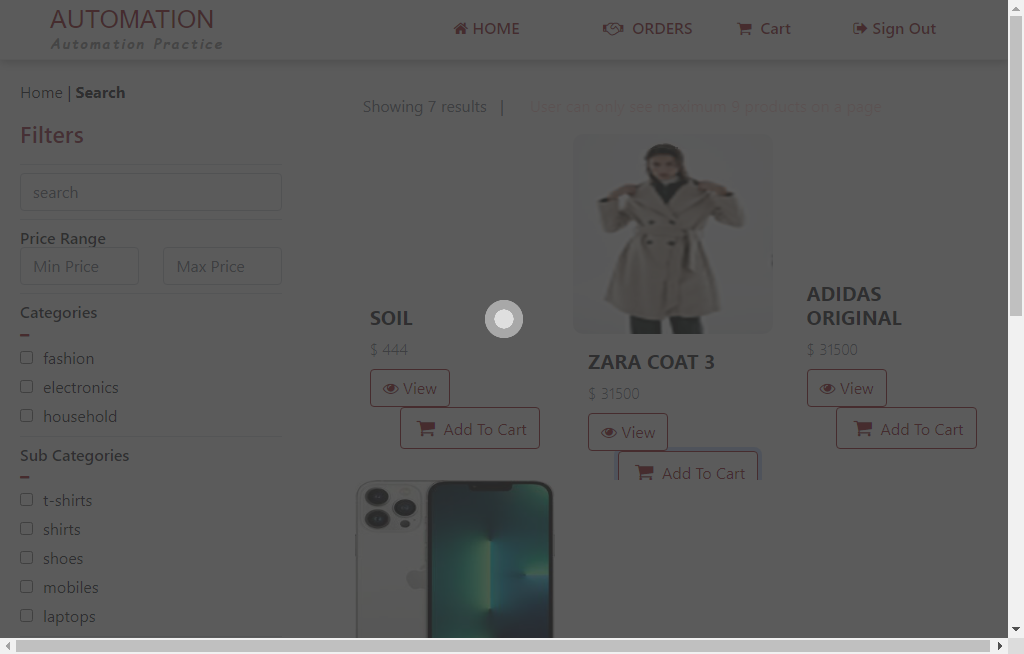 AUTOMATION
Automation Practice
HOME
ORDERS
Cart
Sign Out
Home | Search
Showing 7 results |
User can only see maximum 9 products on a page
Filters
search
Price Range
Min Price
Max Price
Categories
fashion
electronics
household
Sub Categories
t-shirts
shirts
shoes
mobiles
laptops
SOIL
$ 444
View
Add To Cart
ZARA COAT 3
$ 31500
View
Add To Cart
ADIDAS
ORIGINAL
$ 31500
View
Add To Cart